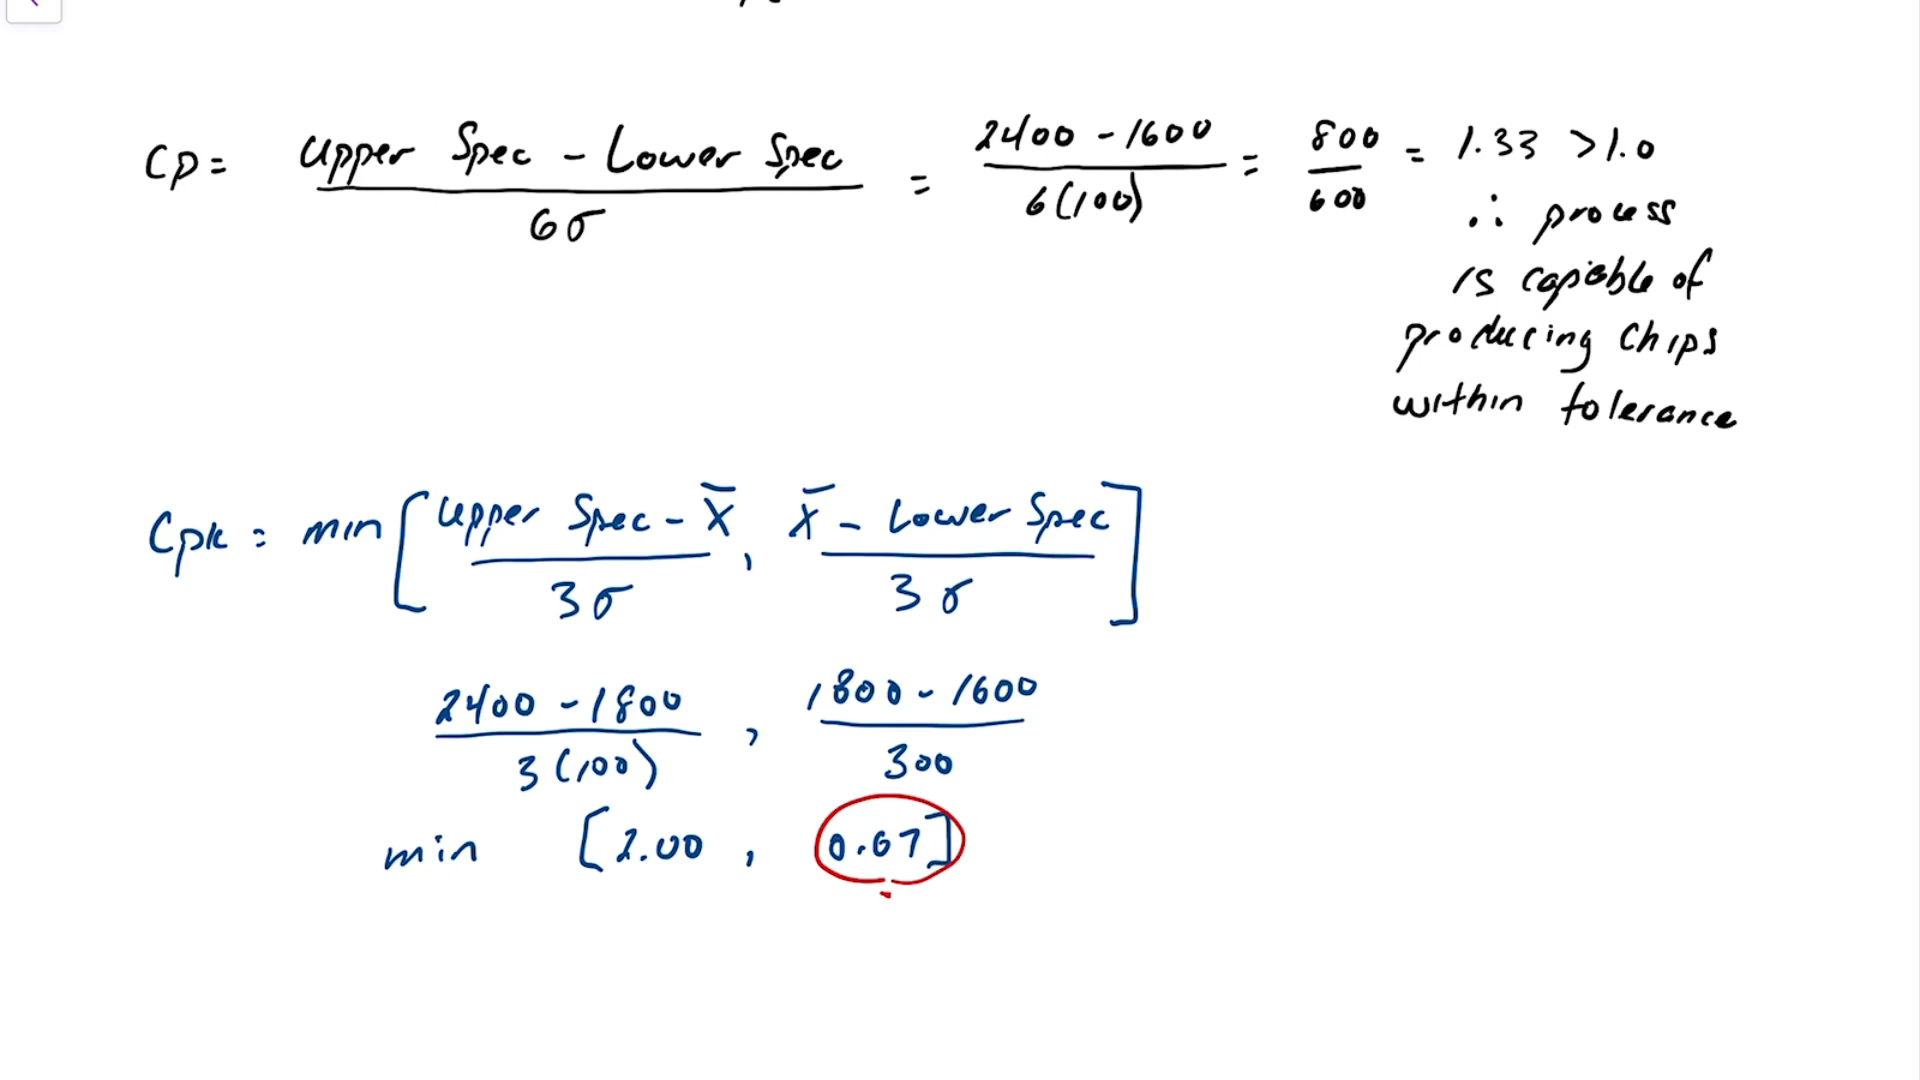 Cp = Upper Spec - Lower Spec / 6σ = 2400 - 1600 / 6(100) = 800 / 600 = 1.33 > 1.0
∴ process
is capable of
producing chips
within tolerance
Cpk = min [ Upper Spec - X̄ / 3σ , X̄ - Lower Spec / 3σ ]
2400 - 1800 / 3(100) , 1800 - 1600 / 300
min [ 2.00 , 0.67 ]